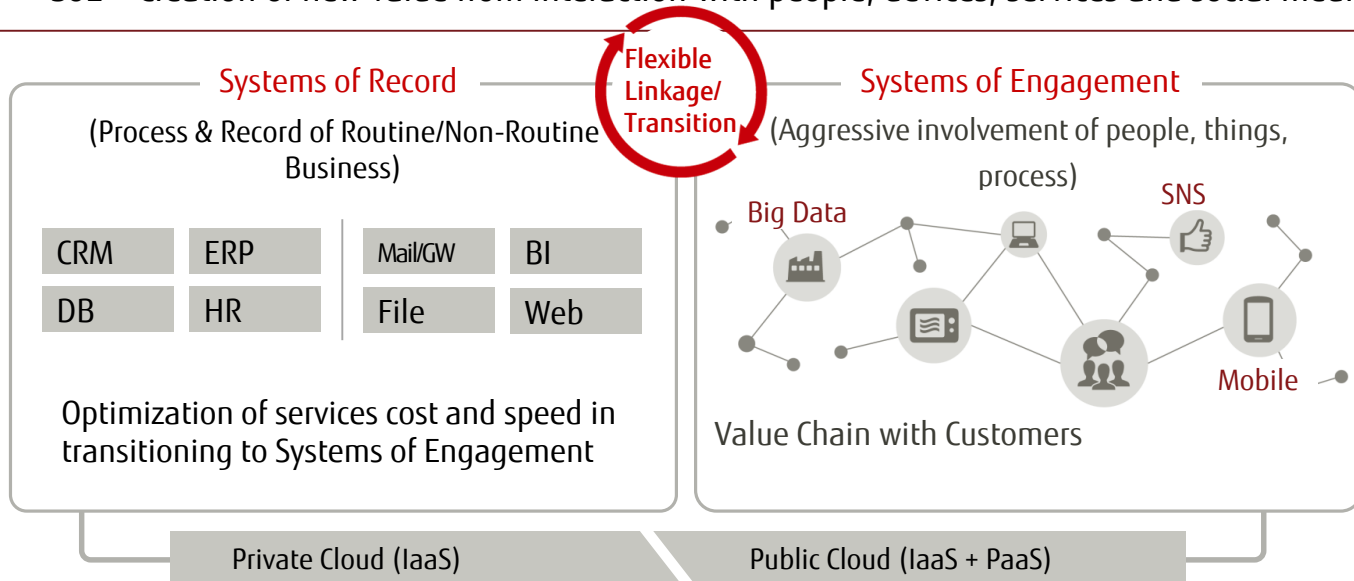 Flexible
Linkage/
Transition
Systems of Record
(Process & Record of Routine/Non-Routine
Business)
CRM
ERP
Mail/GW
BI
DB
HR
File
Web
Optimization of services cost and speed in
transitioning to Systems of Engagement
Systems of Engagement
(Aggressive involvement of people, things,
process)
Big Data
SNS
Mobile
Value Chain with Customers
Private Cloud (IaaS)
Public Cloud (IaaS + PaaS)